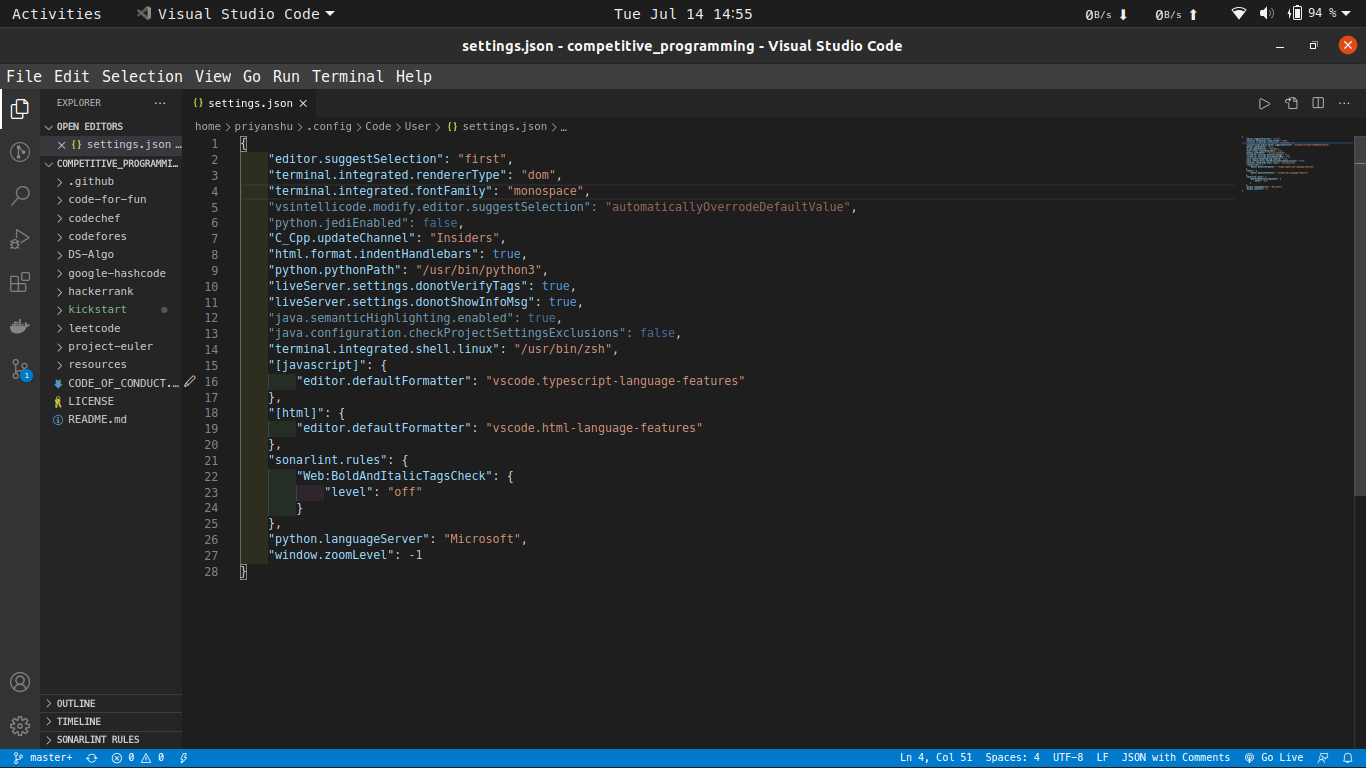 Activities Visual Studio Code Tue Jul 14 14:55 0B/s 0B/s 94 %
settings.json - competitive_programming - Visual Studio Code
File Edit Selection View Go Run Terminal Help
EXPLORER
OPEN EDITORS
settings.json ...
COMPETITIVE_PROGRAMMI...
.github
code-for-fun
codechef
codefores
DS-Algo
google-hashcode
hackerrank
kickstart
leetcode
project-euler
resources
CODE_OF_CONDUCT....
LICENSE
README.md
OUTLINE
TIMELINE
SONARLINT RULES
1
settings.json
home > priyanshu > .config > Code > User > {} settings.json > ...
1 {
2 "editor.suggestSelection": "first",
3 "terminal.integrated.rendererType": "dom",
4 "terminal.integrated.fontFamily": "monospace",
5 "vsintellicode.modify.editor.suggestSelection": "automaticallyOverrodeDefaultValue",
6 "python.jediEnabled": false,
7 "C_Cpp.updateChannel": "Insiders",
8 "html.format.indentHandlebars": true,
9 "python.pythonPath": "/usr/bin/python3",
10 "liveServer.settings.donotVerifyTags": true,
11 "liveServer.settings.donotShowInfoMsg": true,
12 "java.semanticHighlighting.enabled": true,
13 "java.configuration.checkProjectSettingsExclusions": false,
14 "terminal.integrated.shell.linux": "/usr/bin/zsh",
15 "[javascript]": {
16 "editor.defaultFormatter": "vscode.typescript-language-features"
17 },
18 "[html]": {
19 "editor.defaultFormatter": "vscode.html-language-features"
20 },
21 "sonarlint.rules": {
22 "Web:BoldAndItalicTagsCheck": {
23 "level": "off"
24 }
25 },
26 "python.languageServer": "Microsoft",
27 "window.zoomLevel": -1
28 }
master+ 0 0 Ln 4, Col 51 Spaces: 4 UTF-8 LF JSON with Comments Go Live